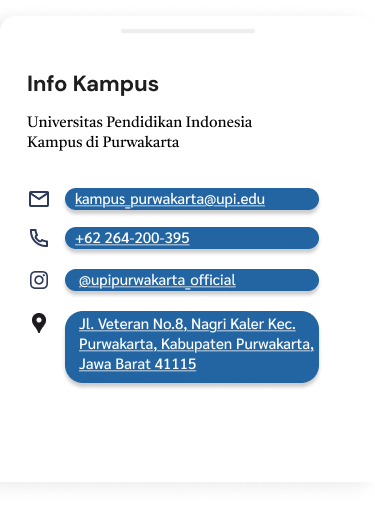 Info Kampus
Universitas Pendidikan Indonesia
Kampus di Purwakarta
kampus_purwakarta@upi.edu
+62 264-200-395
@upipurwakarta_official
Jl. Veteran No.8, Nagri Kaler Kec.
Purwakarta, Kabupaten Purwakarta,
Jawa Barat 41115